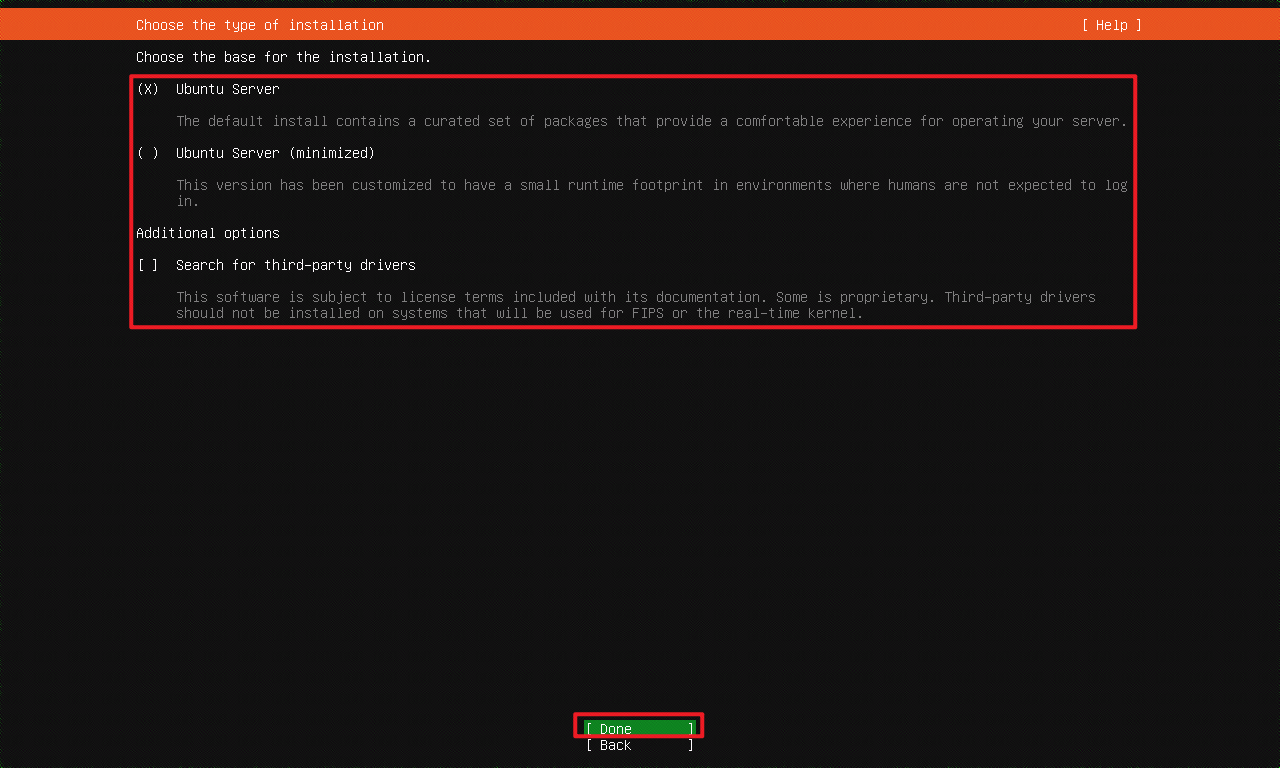 Choose the type of installation [ Help ]
Choose the base for the installation.
(X) Ubuntu Server
The default install contains a curated set of packages that provide a comfortable experience for operating your server.
( ) Ubuntu Server (minimized)
This version has been customized to have a small runtime footprint in environments where humans are not expected to log
in.
Additional options
[ ] Search for third-party drivers
This software is subject to license terms included with its documentation. Some is proprietary. Third-party drivers
should not be installed on systems that will be used for FIPS or the real-time kernel.
[ Done ]
[ Back ]